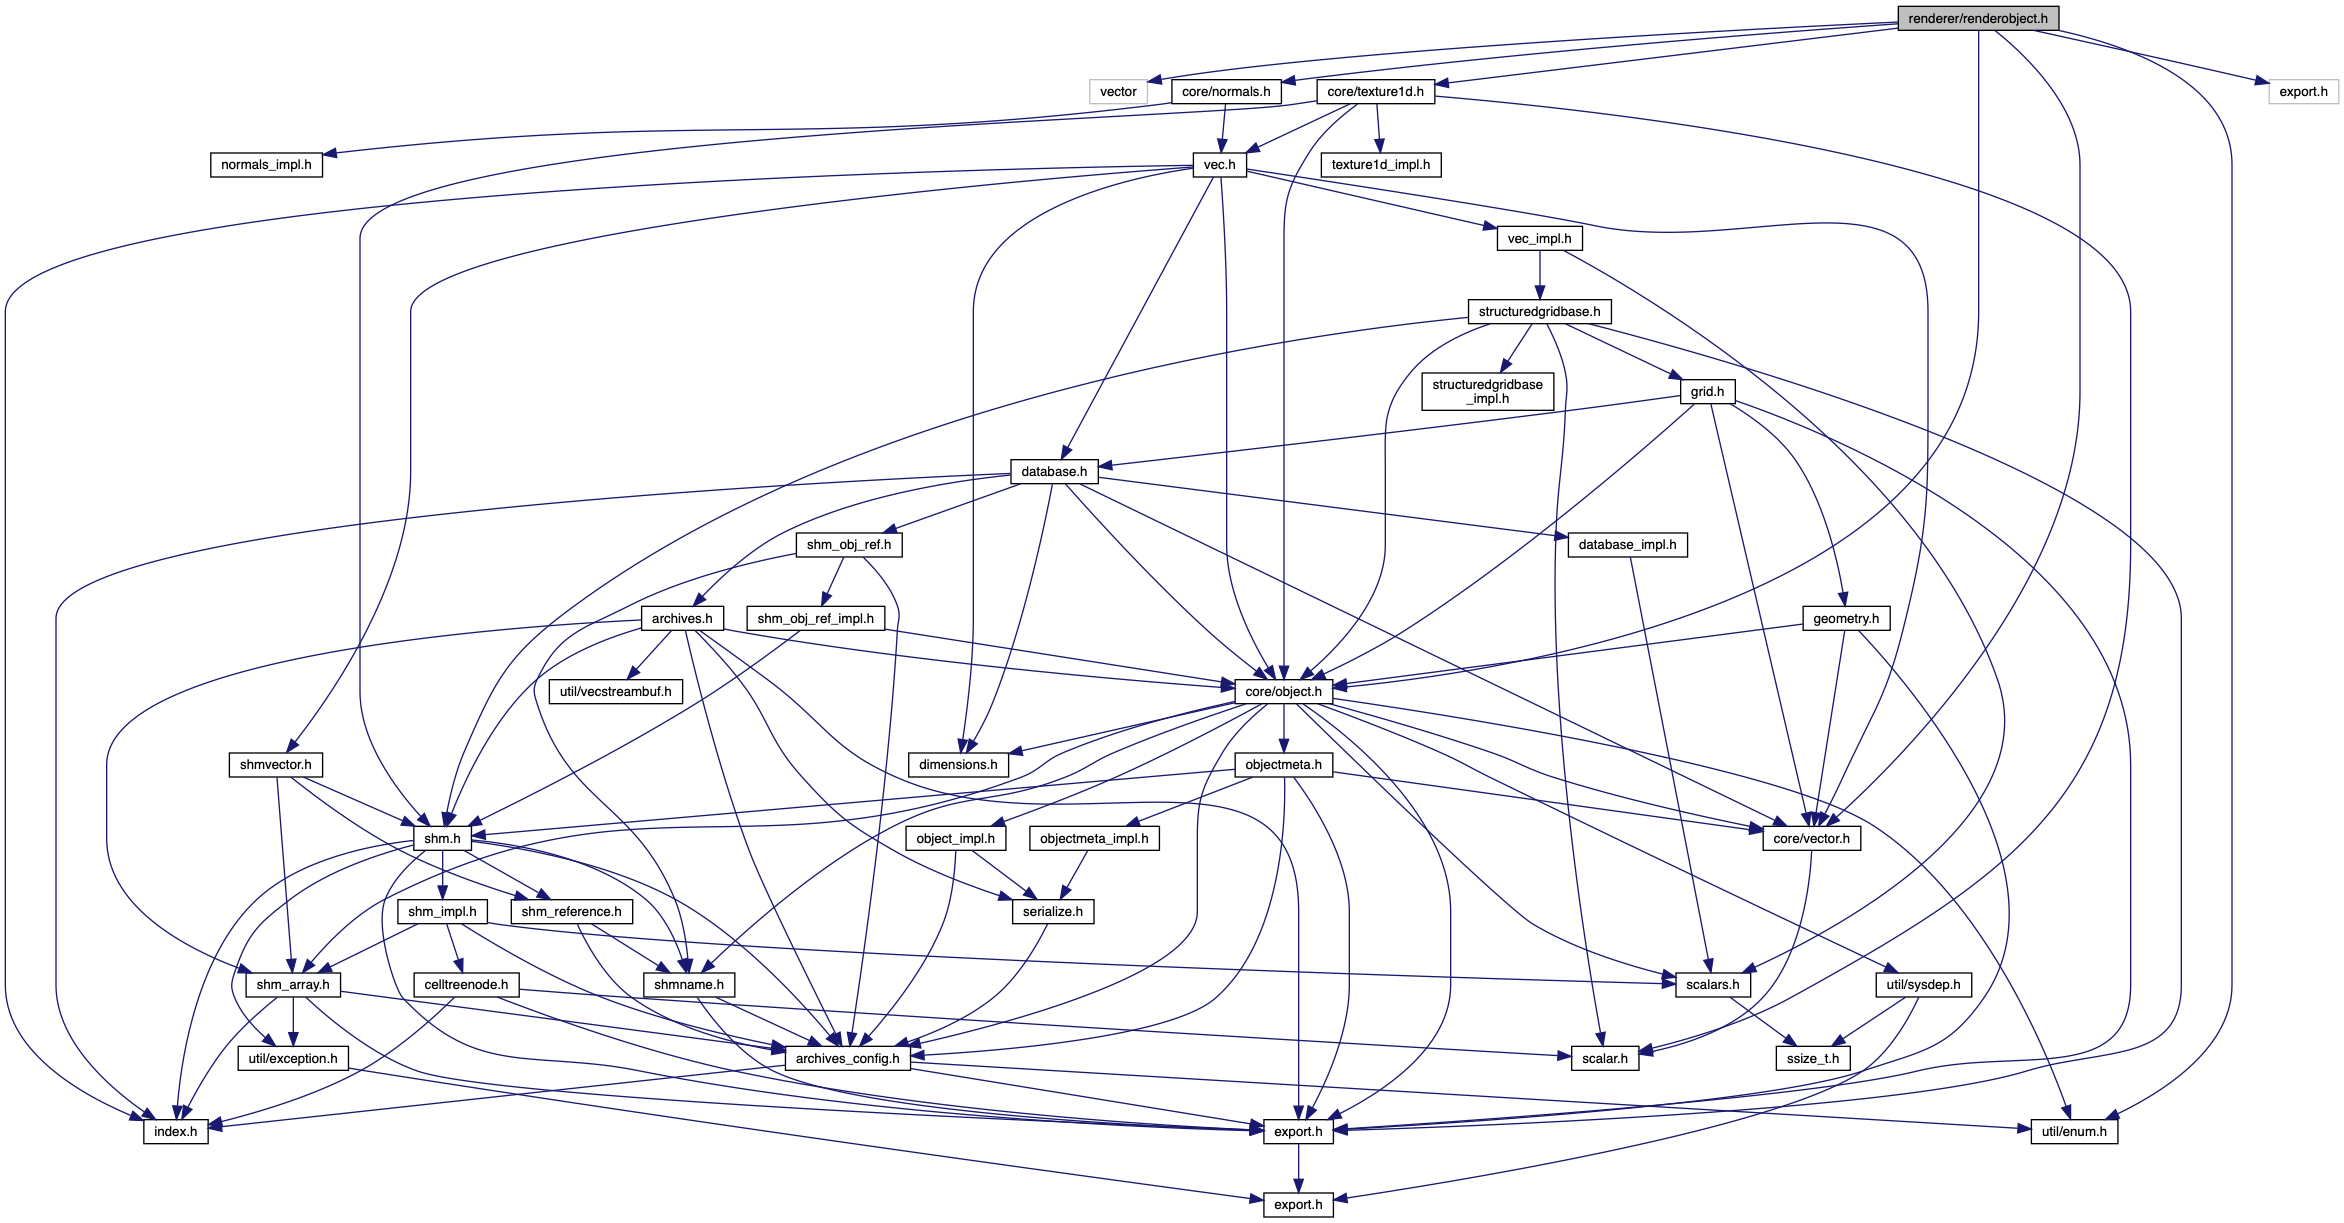 renderer/renderobject.h
vector
core/normals.h
core/texture1d.h
export.h
normals_impl.h
vec.h
texture1d_impl.h
vec_impl.h
structuredgridbase.h
structuredgridbase
_impl.h
grid.h
database.h
shm_obj_ref.h
database_impl.h
archives.h
shm_obj_ref_impl.h
geometry.h
util/vecstreambuf.h
core/object.h
shmvector.h
dimensions.h
objectmeta.h
shm.h
object_impl.h
objectmeta_impl.h
core/vector.h
shm_impl.h
shm_reference.h
serialize.h
shm_array.h
celltreenode.h
shmname.h
scalars.h
util/sysdep.h
util/exception.h
archives_config.h
scalar.h
ssize_t.h
index.h
export.h
util/enum.h
export.h